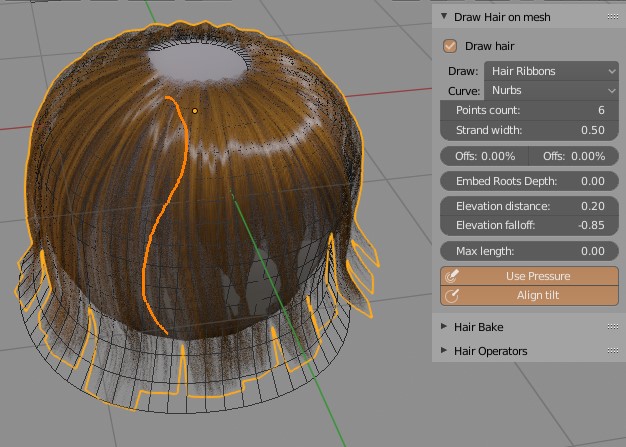 Draw Hair on mesh
Draw hair
Draw: Hair Ribbons
Curve: Nurbs
Points count: 6
Strand width: 0.50
Offs: 0.00% Offs: 0.00%
Embed Roots Depth: 0.00
Elevation distance: 0.20
Elevation falloff: -0.85
Max length: 0.00
Use Pressure
Align tilt
Hair Bake
Hair Operators